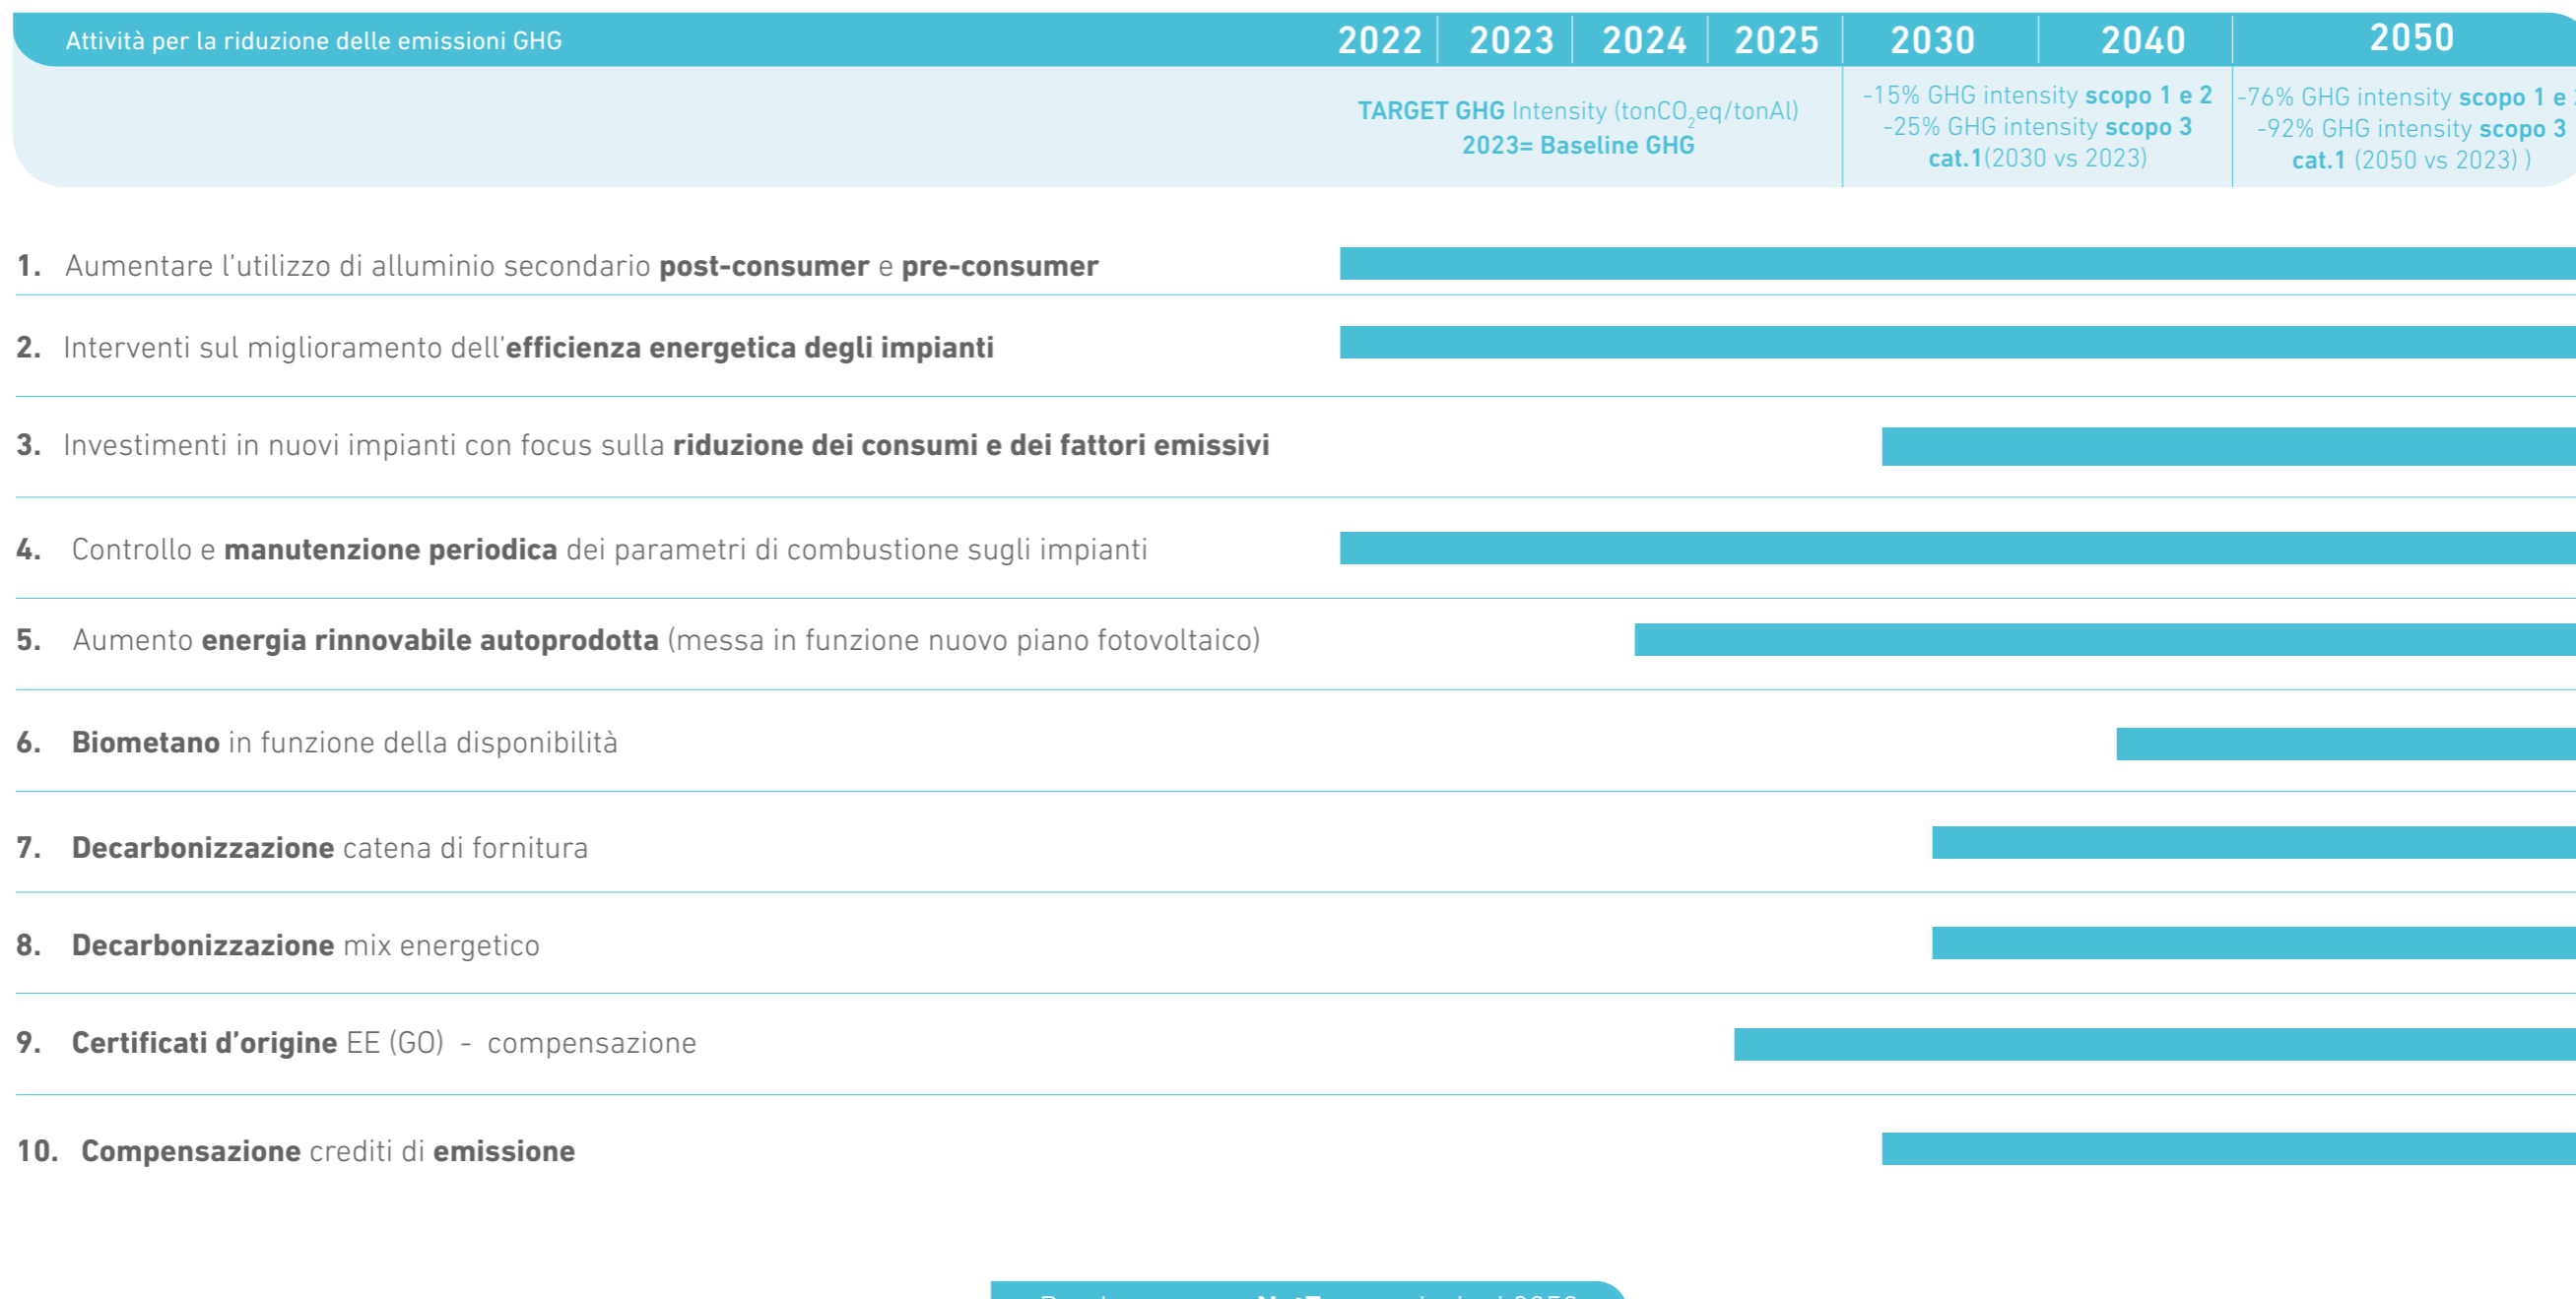 Attività per la riduzione delle emissioni GHG 2022 2023 2024 2025 2030 2040 2050
TARGET GHG Intensity (tonCO₂eq/tonAl)
2023= Baseline GHG
-15% GHG intensity scopo 1 e 2
-25% GHG intensity scopo 3
cat.1(2030 vs 2023)
-76% GHG intensity scopo 1 e
-92% GHG intensity scopo 3
cat.1 (2050 vs 2023) )
1. Aumentare l'utilizzo di alluminio secondario post-consumer e pre-consumer
2. Interventi sul miglioramento dell'efficienza energetica degli impianti
3. Investimenti in nuovi impianti con focus sulla riduzione dei consumi e dei fattori emissivi
4. Controllo e manutenzione periodica dei parametri di combustione sugli impianti
5. Aumento energia rinnovabile autoprodotta (messa in funzione nuovo piano fotovoltaico)
6. Biometano in funzione della disponibilità
7. Decarbonizzazione catena di fornitura
8. Decarbonizzazione mix energetico
9. Certificati d'origine EE (GO) - compensazione
10. Compensazione crediti di emissione